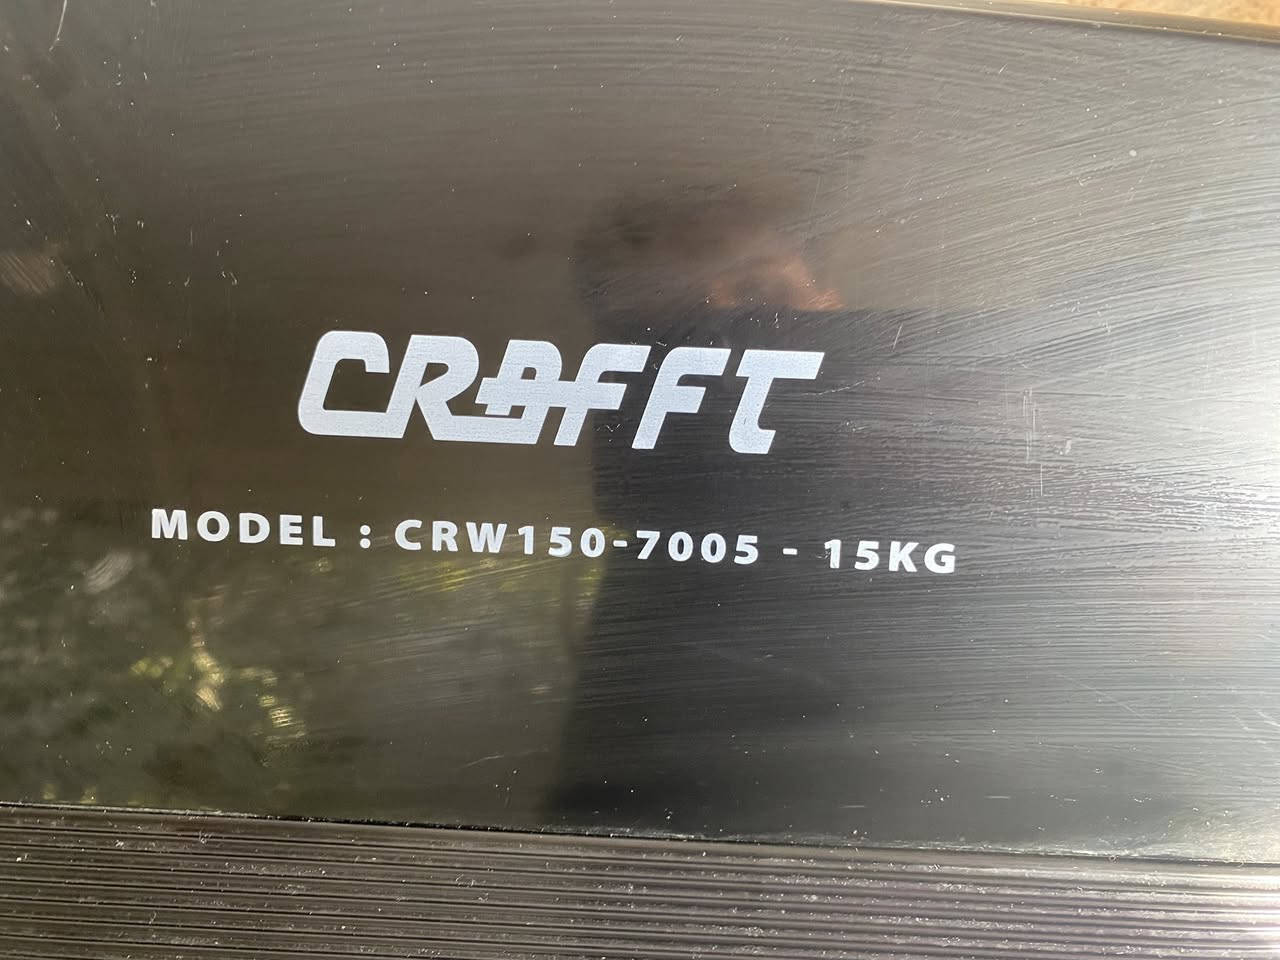 CRAFFT
MODEL : CRW150-7005 - 15KG